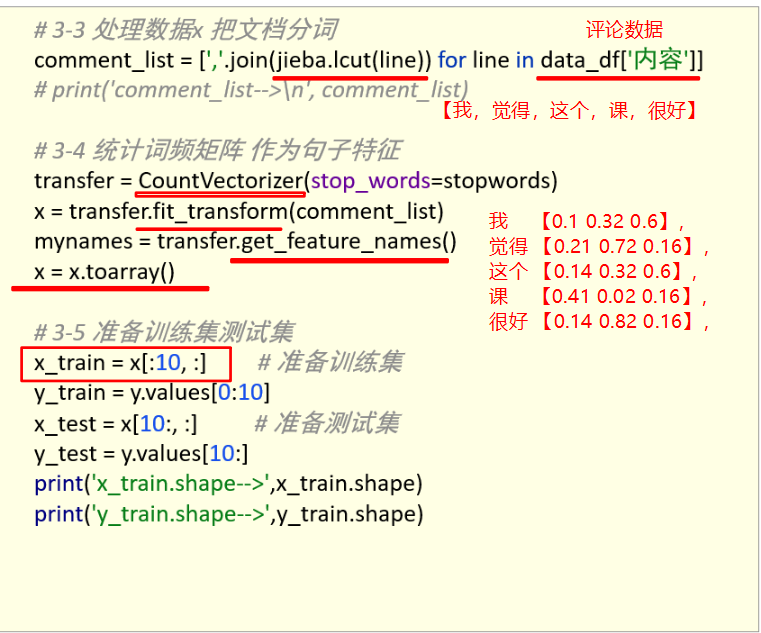 # 3-3 处理数据x 把文档分词
评论数据
comment_list = [','.join(jieba.lcut(line)) for line in data_df['内容']]
# print('comment_list-->\n', comment_list)
【我，觉得，这个，课，很好】
# 3-4 统计词频矩阵 作为句子特征
transfer = CountVectorizer(stop_words=stopwords)
x = transfer.fit_transform(comment_list)
mynames = transfer.get_feature_names()
x = x.toarray()
我 【0.1 0.32 0.6】,
觉得 【0.21 0.72 0.16】,
这个 【0.14 0.32 0.6】,
课 【0.41 0.02 0.16】,
很好 【0.14 0.82 0.16】,
# 3-5 准备训练集测试集
x_train = x[:10, :] # 准备训练集
y_train = y.values[0:10]
x_test = x[10:, :] # 准备测试集
y_test = y.values[10:]
print('x_train.shape-->',x_train.shape)
print('y_train.shape-->',y_train.shape)